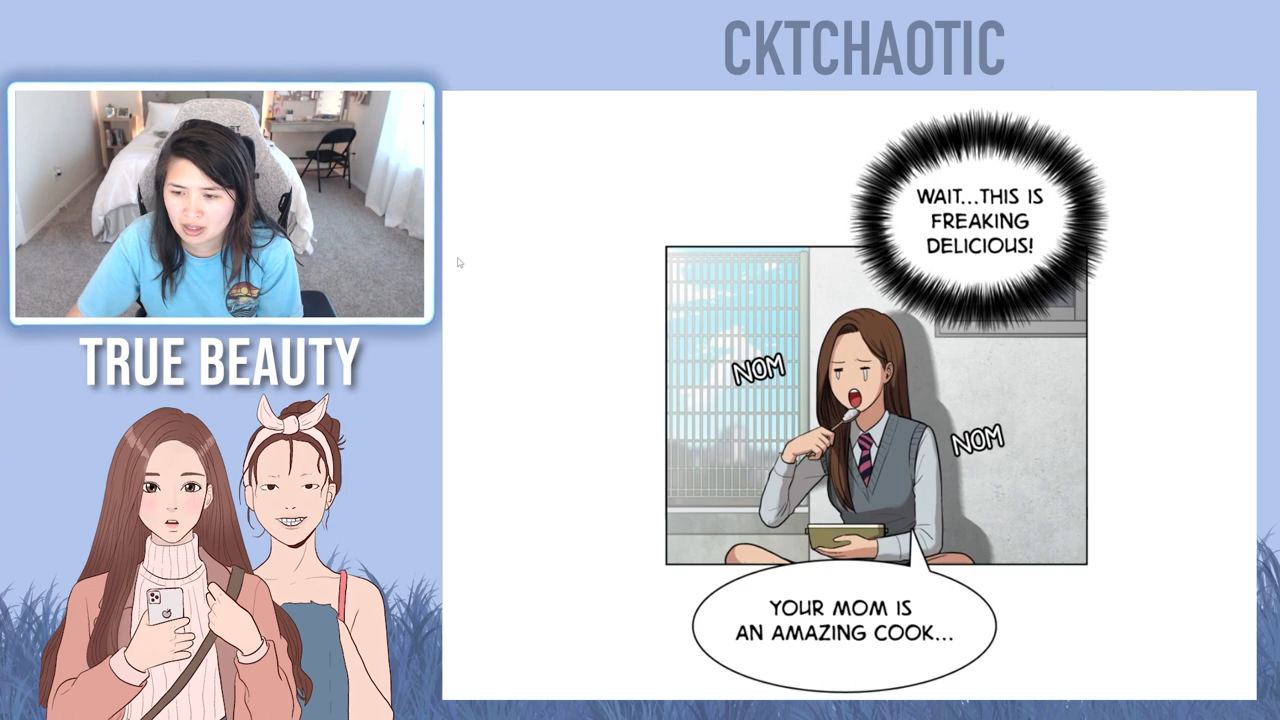 CKTCHAOTIC
WAIT...THIS IS
FREAKING
DELICIOUS!
NOM
NOM
YOUR MOM IS
AN AMAZING COOK...
TRUE BEAUTY